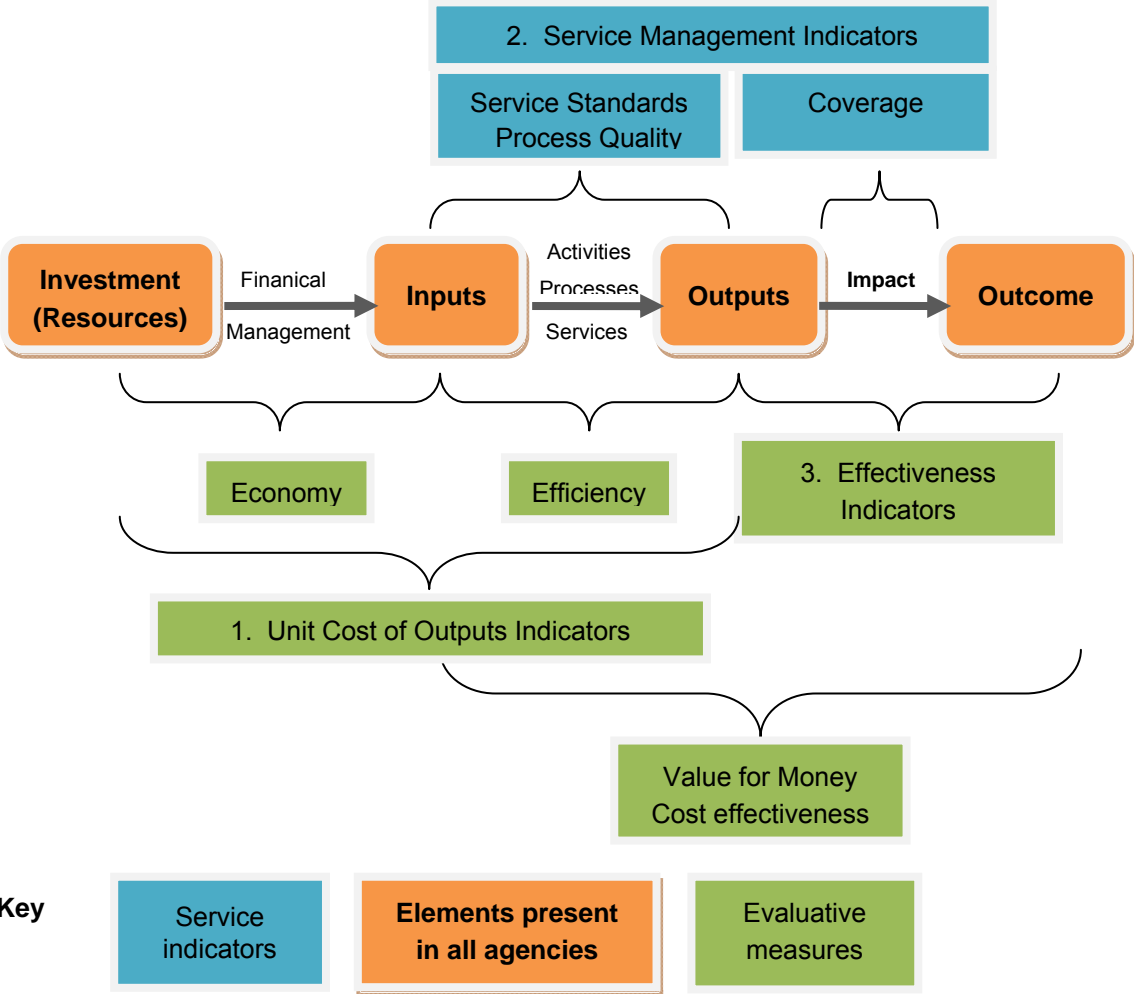 2. Service Management Indicators
Service Standards
Process Quality
Coverage
Investment
(Resources)
Finanical
Management
Inputs
Activities
Processes
Services
Outputs
Impact
Outcome
Economy
Efficiency
3. Effectiveness
Indicators
1. Unit Cost of Outputs Indicators
Value for Money
Cost effectiveness
Key
Service
indicators
Elements present
in all agencies
Evaluative
measures